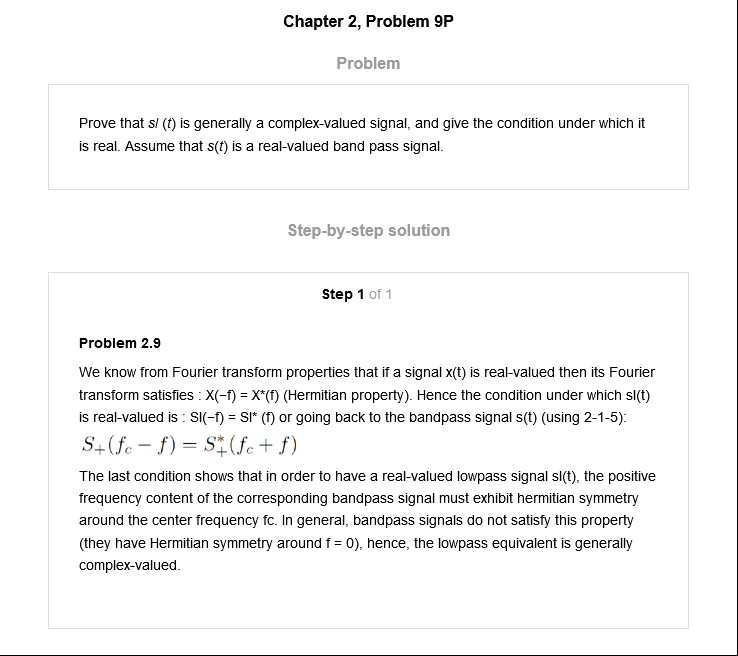 Chapter 2, Problem 9P
Problem
Prove that sl (t) is generally a complex-valued signal, and give the condition under which it
is real. Assume that s(t) is a real-valued band pass signal.
Step-by-step solution
Step 1 of 1
Problem 2.9
We know from Fourier transform properties that if a signal x(t) is real-valued then its Fourier
transform satisfies : X(−f) = X*(f) (Hermitian property). Hence the condition under which sl(t)
is real-valued is : Sl(−f) = Sl* (f) or going back to the bandpass signal s(t) (using 2-1-5):
S₊(f_c − f) = S₊*(f_c + f)
The last condition shows that in order to have a real-valued lowpass signal sl(t), the positive
frequency content of the corresponding bandpass signal must exhibit hermitian symmetry
around the center frequency fc. In general, bandpass signals do not satisfy this property
(they have Hermitian symmetry around f = 0), hence, the lowpass equivalent is generally
complex-valued.